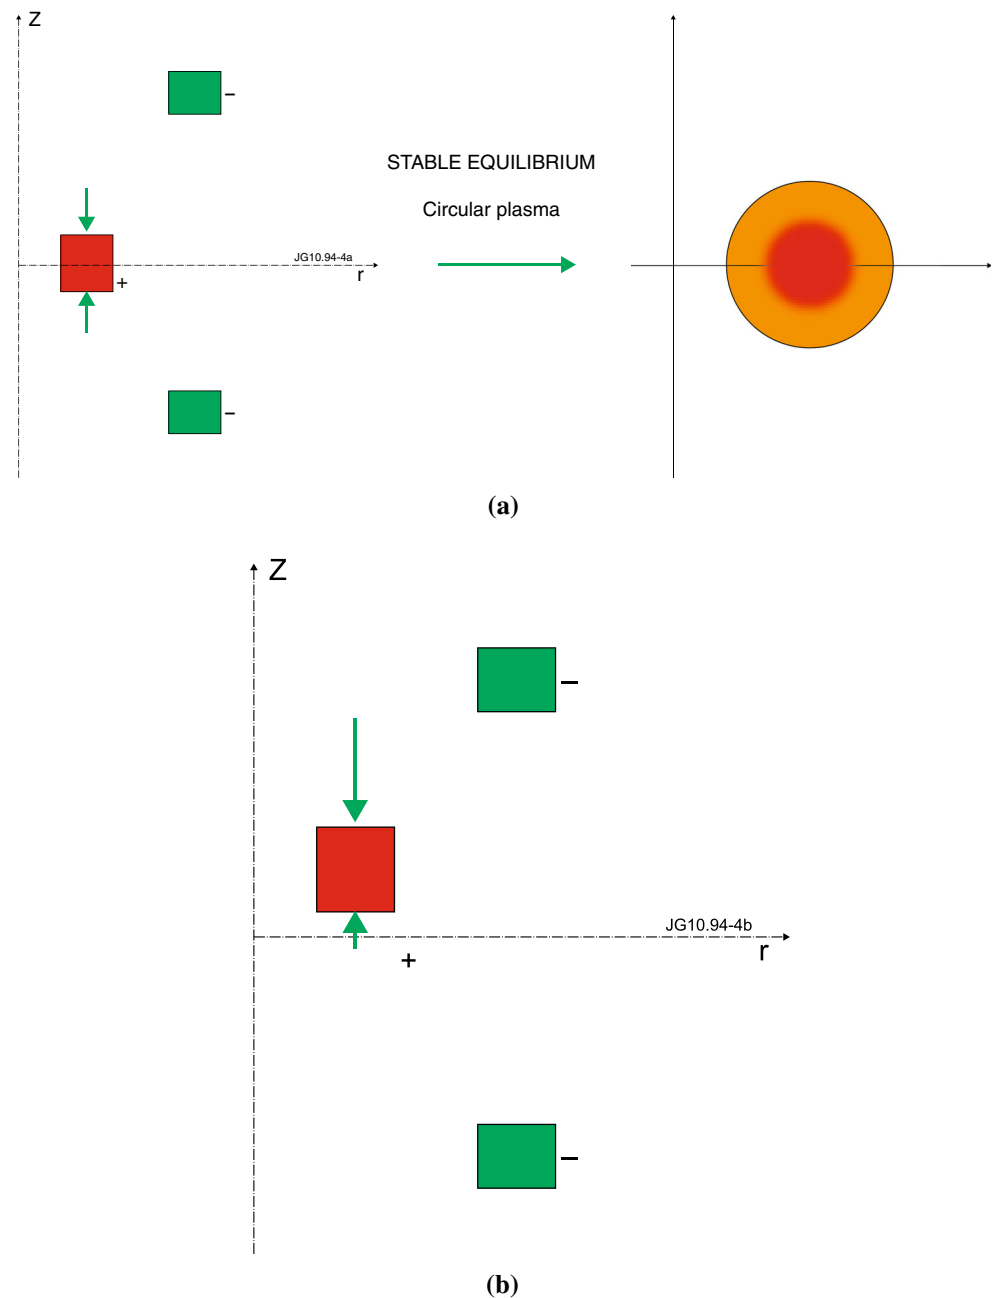 Z
–
STABLE EQUILIBRIUM
Circular plasma
JG10.94-4a
r
+
–
(a)
Z
–
JG10.94-4b
r
+
–
(b)